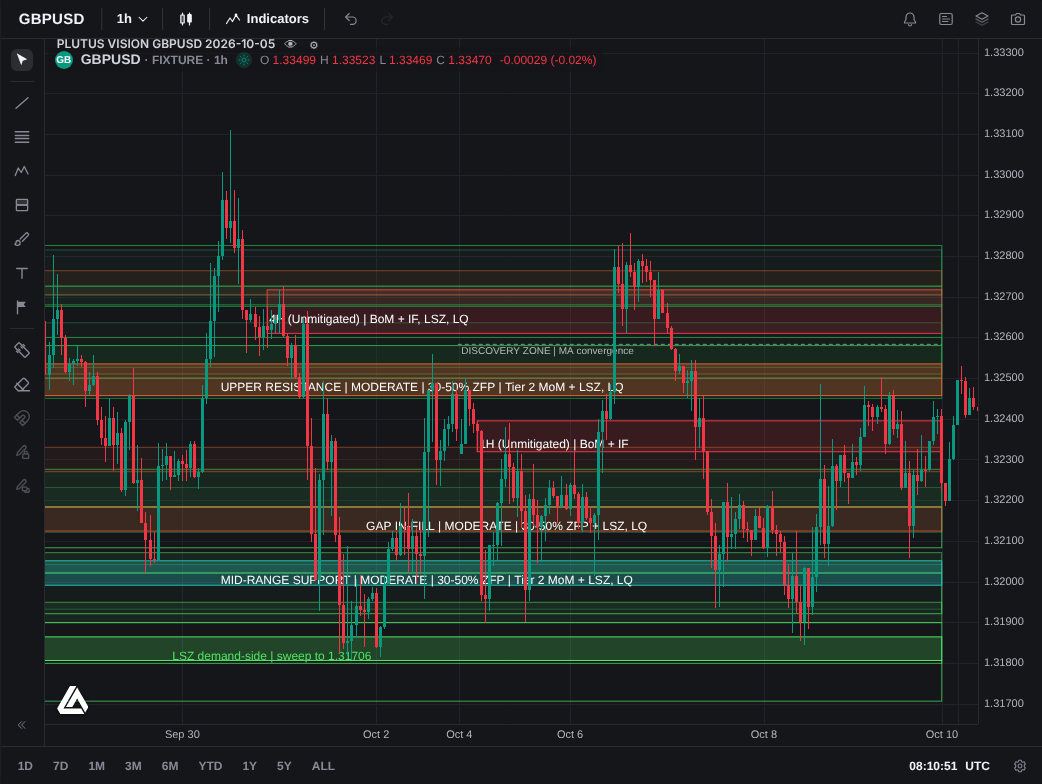 GBPUSD 1h Indicators
PLUTUS VISION GBPUSD 2026-10-05
GB GBPUSD · FIXTURE · 1h O 1.33499 H 1.33523 L 1.33469 C 1.33470 -0.00029 (-0.02%)
1.33300
1.33200
1.33100
1.33000
1.32900
1.32800
1.32700
4H (Unmitigated) | BoM + IF, LSZ, LQ
1.32600
DISCOVERY ZONE | MA convergence
1.32500
UPPER RESISTANCE | MODERATE | 30-50% ZFP | Tier 2 MoM + LSZ, LQ
1.32400
1H (Unmitigated) | BoM + IF
1.32300
1.32200
GAP IN-FILL | MODERATE | 30-50% ZFP + LSZ, LQ
1.32100
MID-RANGE SUPPORT | MODERATE | 30-50% ZFP | Tier 2 MoM + LSZ, LQ
1.32000
1.31900
LSZ demand-side | sweep to 1.31706
1.31800
1.31700
Sep 30 Oct 2 Oct 4 Oct 6 Oct 8 Oct 10
1D 7D 1M 3M 6M YTD 1Y 5Y ALL 08:10:51 UTC